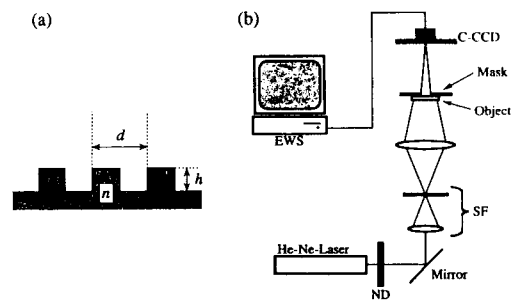 (a)
d
h
n
(b)
C-CCD
Mask
Object
EWS
SF
He-Ne-Laser
Mirror
ND